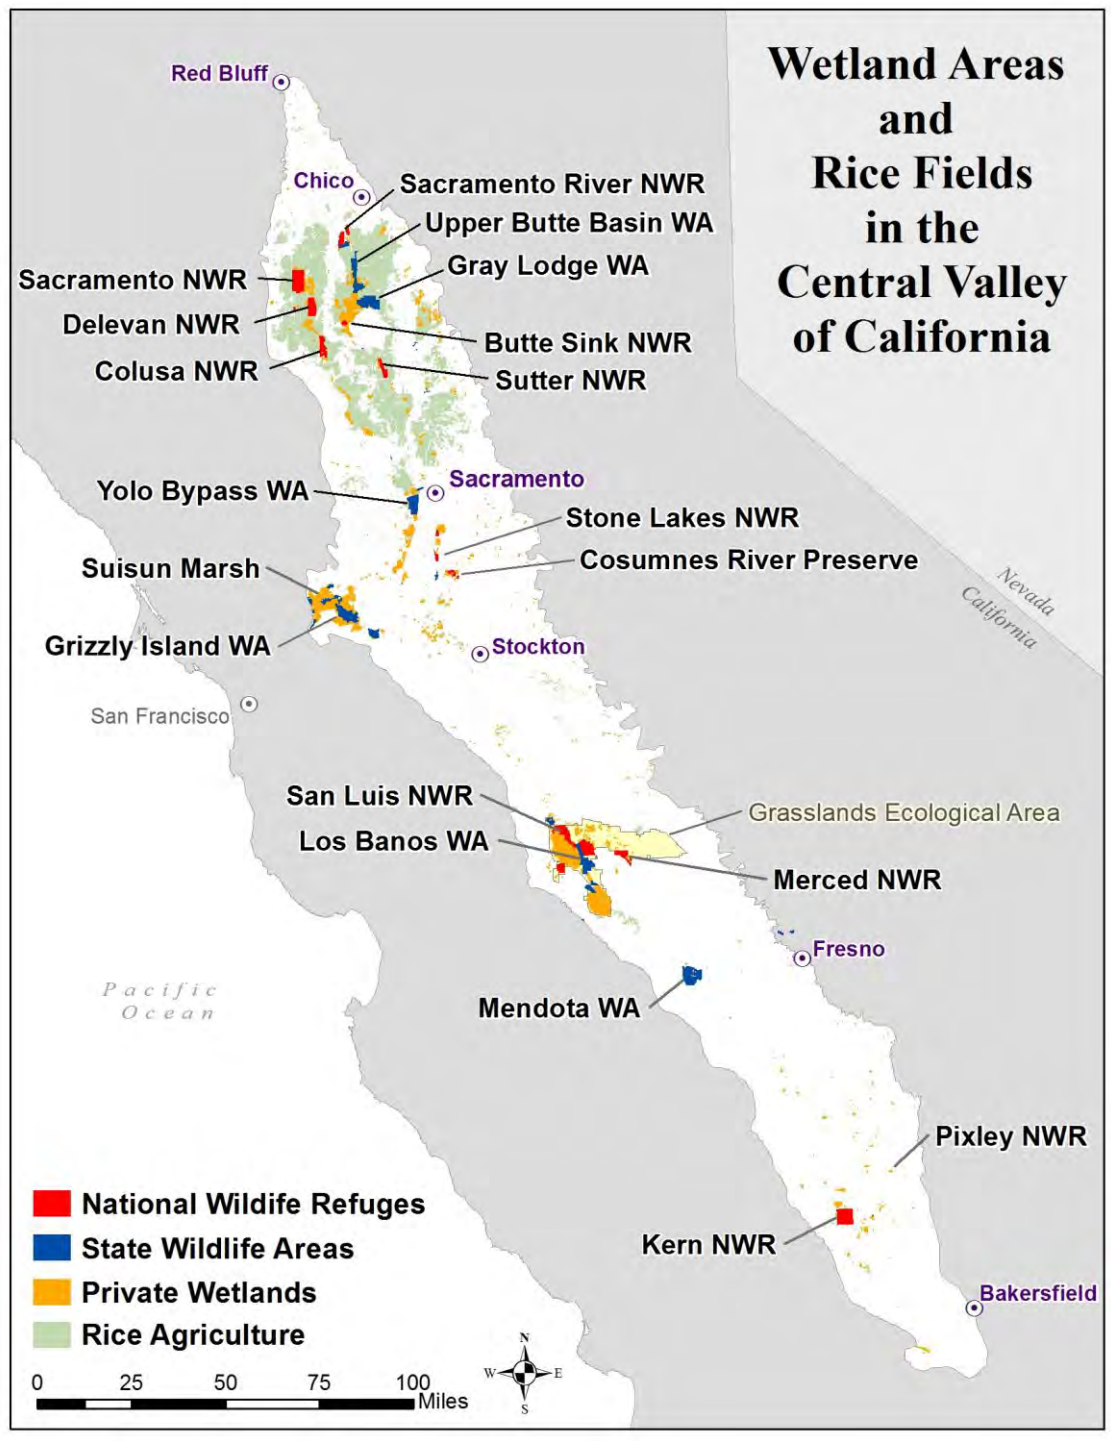 Wetland Areas
and
Rice Fields
in the
Central Valley
of California
Red Bluff
Chico
Sacramento River NWR
Upper Butte Basin WA
Gray Lodge WA
Sacramento NWR
Delevan NWR
Butte Sink NWR
Colusa NWR
Sutter NWR
Sacramento
Yolo Bypass WA
Stone Lakes NWR
Cosumnes River Preserve
Suisun Marsh
Nevada
California
Grizzly Island WA
Stockton
San Francisco
San Luis NWR
Grasslands Ecological Area
Los Banos WA
Merced NWR
Fresno
Pacific
Ocean
Mendota WA
Pixley NWR
Kern NWR
Bakersfield
National Wildife Refuges
State Wildlife Areas
Private Wetlands
Rice Agriculture
0 25 50 75 100
Miles
N
W E
S